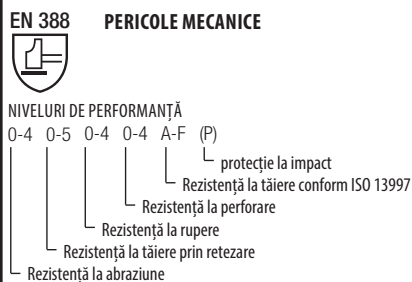 EN 388 PERICOLE MECANICE
NIVELURI DE PERFORMANȚĂ
0-4 0-5 0-4 0-4 A-F (P)
protecție la impact
Rezistență la tăiere conform ISO 13997
Rezistență la perforare
Rezistență la rupere
Rezistență la tăiere prin retezare
Rezistență la abraziune